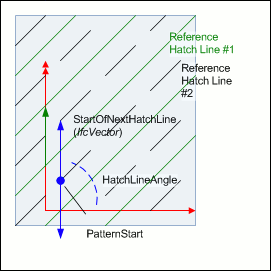 Reference
Hatch Line #1
Reference
Hatch Line
#2
StartOfNextHatchLine
(IfcVector)
HatchLineAngle
PatternStart